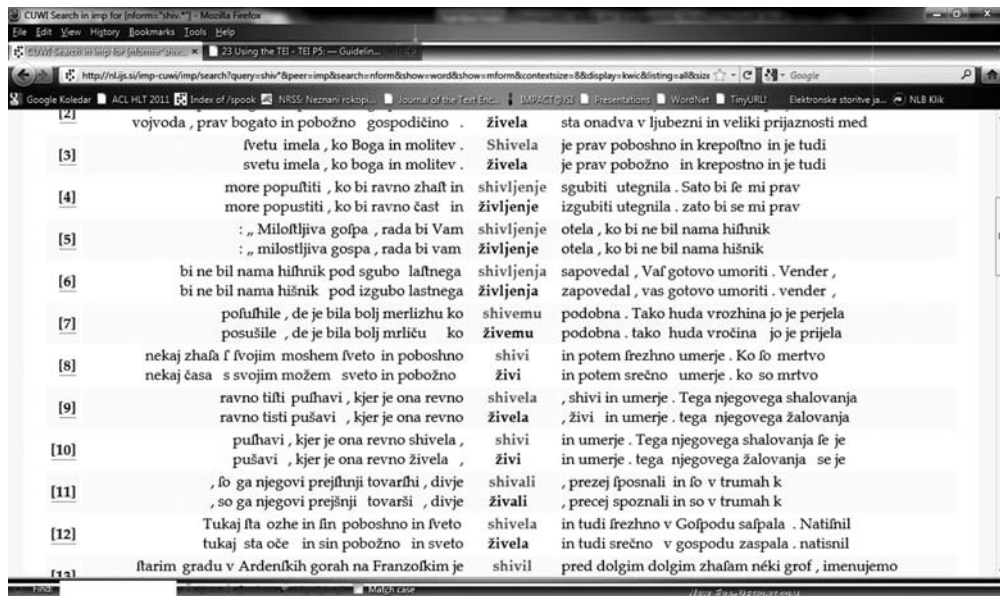 CUWI Search in imp for [nform="shiv.*"] - Mozilla Firefox
File Edit View History Bookmarks Tools Help
CUWI Search in imp for [nform="shiv... × 23 Using the TEI - TEI P5: — Guidelin...
http://nl.ijs.si/imp-cuwi/imp/search?query=shiv*&peer=imp&search=nform&show=word&show=mform&contextsize=8&display=kwic&listing=all&size Google
Google Koledar ACL HLT 2011 Index of /spook NRSS: Neznani rokopi... Journal of the Text Enc... IMPACT@JSI Presentations WordNet TinyURL! Elektronske storitve ja... NLB Klik
[2]
vojvoda , prav bogato in pobožno gospodičino . živela sta onadva v ljubezni in veliki prijaznosti med
[3] ſvetu imela , ko Boga in molitev . Shivela je prav poboshno in krepoſtno in je tudi
svetu imela , ko boga in molitev . živela je prav pobožno in krepostno in je tudi
[4] more popuſtiti , ko bi ravno zhaſt in shivljenje sgubiti utegnila . Sato bi ſe mi prav
more popustiti , ko bi ravno čast in življenje izgubiti utegnila . zato bi se mi prav
[5] : „ Miloſtljiva goſpa , rada bi Vam shivljenje otela , ko bi ne bil nama hiſhnik
: „ milostljiva gospa , rada bi vam življenje otela , ko bi ne bil nama hišnik
[6] bi ne bil nama hiſhnik pod sgubo laſtnega shivljenja sapovedal , Vaſ gotovo umoriti . Vender ,
bi ne bil nama hišnik pod izgubo lastnega življenja zapovedal , vas gotovo umoriti . vender ,
[7] poſuſhile , de je bila bolj merlizhu ko shivemu podobna . Tako huda vrozhina jo je perjela
posušile , de je bila bolj mrliču ko živemu podobna . tako huda vročina jo je prijela
[8] nekaj zhaſa ſ ſvojim moshem ſveto in poboshno shivi in potem ſrezhno umerje . Ko ſo mertvo
nekaj časa s svojim možem sveto in pobožno živi in potem srečno umerje . ko so mrtvo
[9] ravno tiſti puſhavi , kjer je ona revno shivela , shivi in umerje . Tega njegovega shalovanja
ravno tisti pušavi , kjer je ona revno živela , živi in umerje . tega njegovega žalovanja
[10] puſhavi , kjer je ona revno shivela , shivi in umerje . Tega njegovega shalovanja ſe je
pušavi , kjer je ona revno živela , živi in umerje . tega njegovega žalovanja se je
[11] , ſo ga njegovi prejſhnji tovarſhi , divje shivali , prezej ſposnali in ſo v trumah k
, so ga njegovi prejšnji tovarši , divje živali , precej spoznali in so v trumah k
[12] Tukaj ſta ozhe in ſin poboshno in ſveto shivela in tudi ſrezhno v Goſpodu saſpala . Natiſnil
tukaj sta oče in sin pobožno in sveto živela in tudi srečno v gospodu zaspala . natisnil
[13] ſtarim gradu v Ardenſkih gorah na Franzoſkim je shivil pred dolgim dolgim zhaſam néki grof , imenujemo
Find: Match case